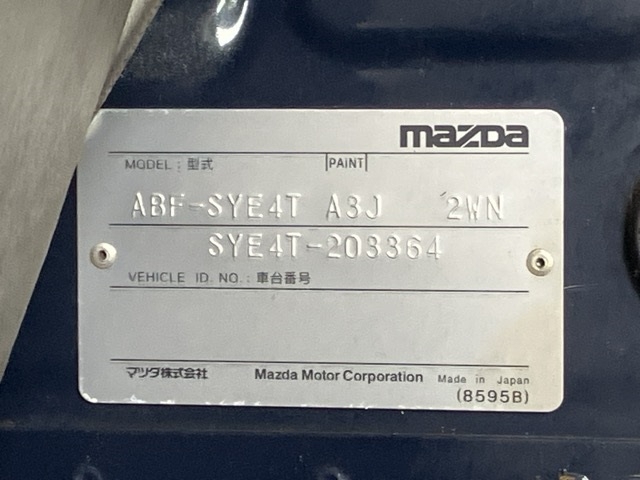 mazda
MODEL : 型式 PAINT
ABF-SYE4T A3J 2WN
SYE4T-203364
VEHICLE ID. NO. : 車台番号
マツダ株式会社 Mazda Motor Corporation Made in Japan
(8595B)